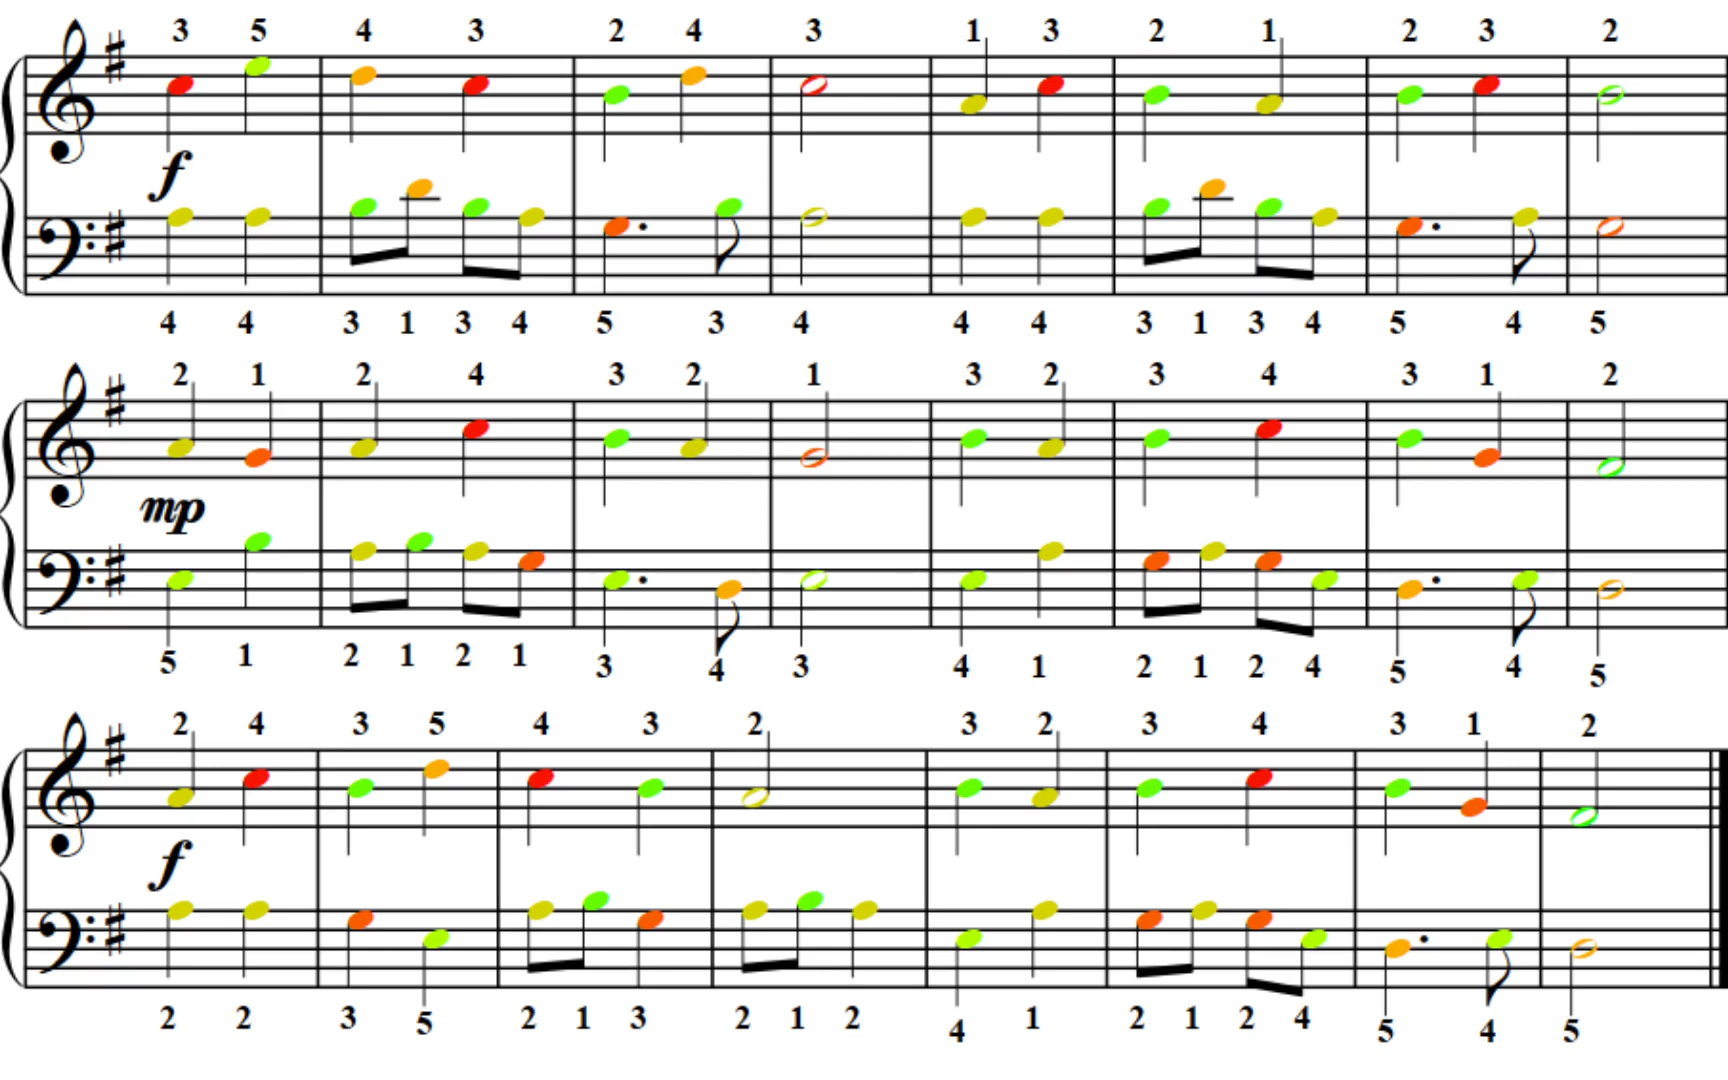 3 5 4 3 2 4 3 1 3 2 1 2 3 2
f
4 4 3 1 3 4 5 3 4 4 4 3 1 3 4 5 4 5
2 1 2 4 3 2 1 3 2 3 4 3 1 2
mp
5 1 2 1 2 1 3 4 3 4 1 2 1 2 4 5 4 5
2 4 3 5 4 3 2 3 2 3 4 3 1 2
f
2 2 3 5 2 1 3 2 1 2 4 1 2 1 2 4 5 4 5